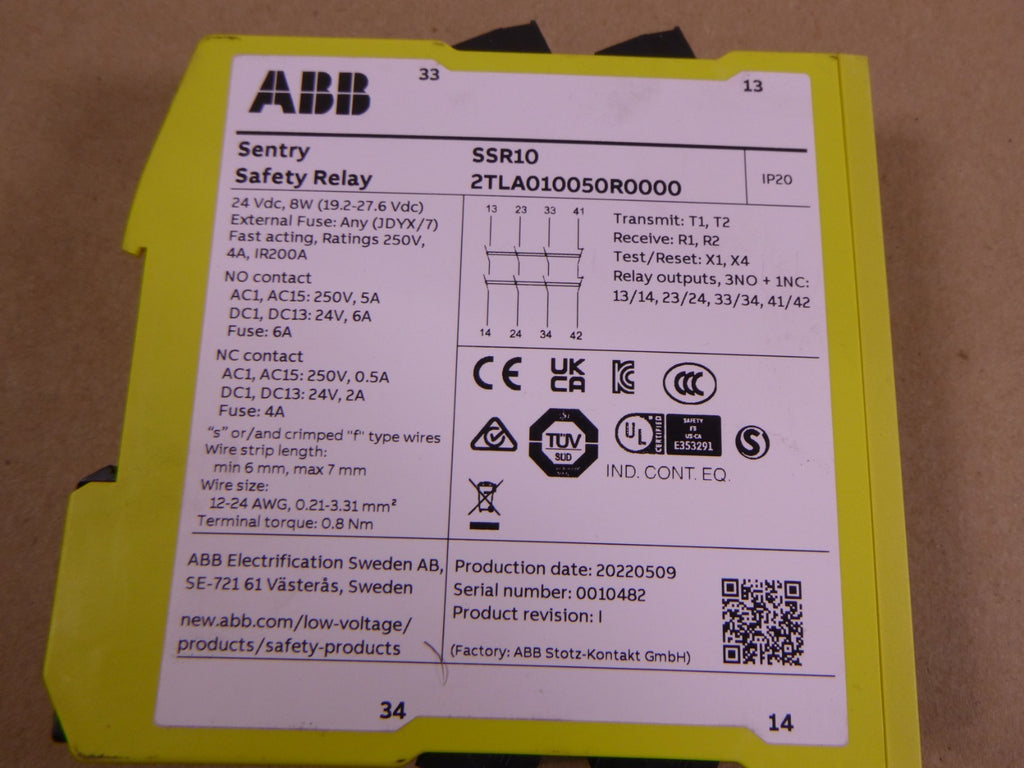 ABB
33
13
Sentry
Safety Relay
SSR10
2TLA010050R0000
IP20
24 Vdc, 8W (19.2-27.6 Vdc)
External Fuse: Any (JDYX/7)
Fast acting, Ratings 250V,
4A, IR200A
NO contact
AC1, AC15: 250V, 5A
DC1, DC13: 24V, 6A
Fuse: 6A
NC contact
AC1, AC15: 250V, 0.5A
DC1, DC13: 24V, 2A
Fuse: 4A
"s" or/and crimped "f" type wires
Wire strip length:
min 6 mm, max 7 mm
Wire size:
12-24 AWG, 0.21-3.31 mm²
Terminal torque: 0.8 Nm
13 23 33 41
14 24 34 42
Transmit: T1, T2
Receive: R1, R2
Test/Reset: X1, X4
Relay outputs, 3NO + 1NC:
13/14, 23/24, 33/34, 41/42
CE
UK
CA
KC
CCC
TÜV
SÜD
UL
CERTIFIED
SAFETY
FS
US-CA
E353291
S
IND. CONT. EQ.
ABB Electrification Sweden AB,
SE-721 61 Västerås, Sweden
new.abb.com/low-voltage/
products/safety-products
Production date: 20220509
Serial number: 0010482
Product revision: I
(Factory: ABB Stotz-Kontakt GmbH)
34
14